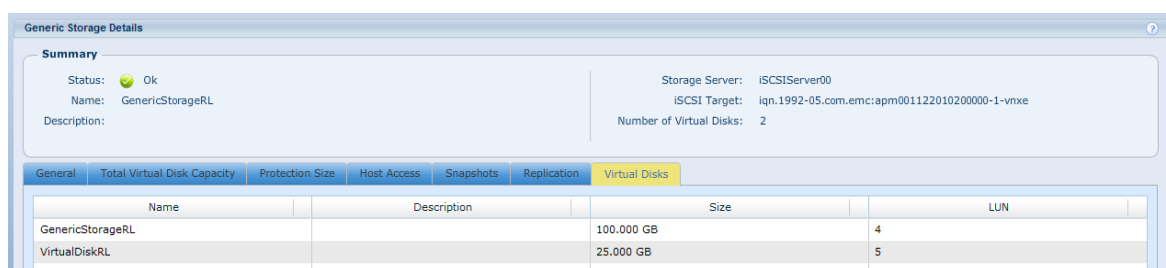 Generic Storage Details
?
Summary
Status: Ok
Name: GenericStorageRL
Description:
Storage Server: iSCSIServer00
iSCSI Target: iqn.1992-05.com.emc:apm001122010200000-1-vnxe
Number of Virtual Disks: 2
General Total Virtual Disk Capacity Protection Size Host Access Snapshots Replication Virtual Disks
Name Description Size LUN
GenericStorageRL 100.000 GB 4
VirtualDiskRL 25.000 GB 5